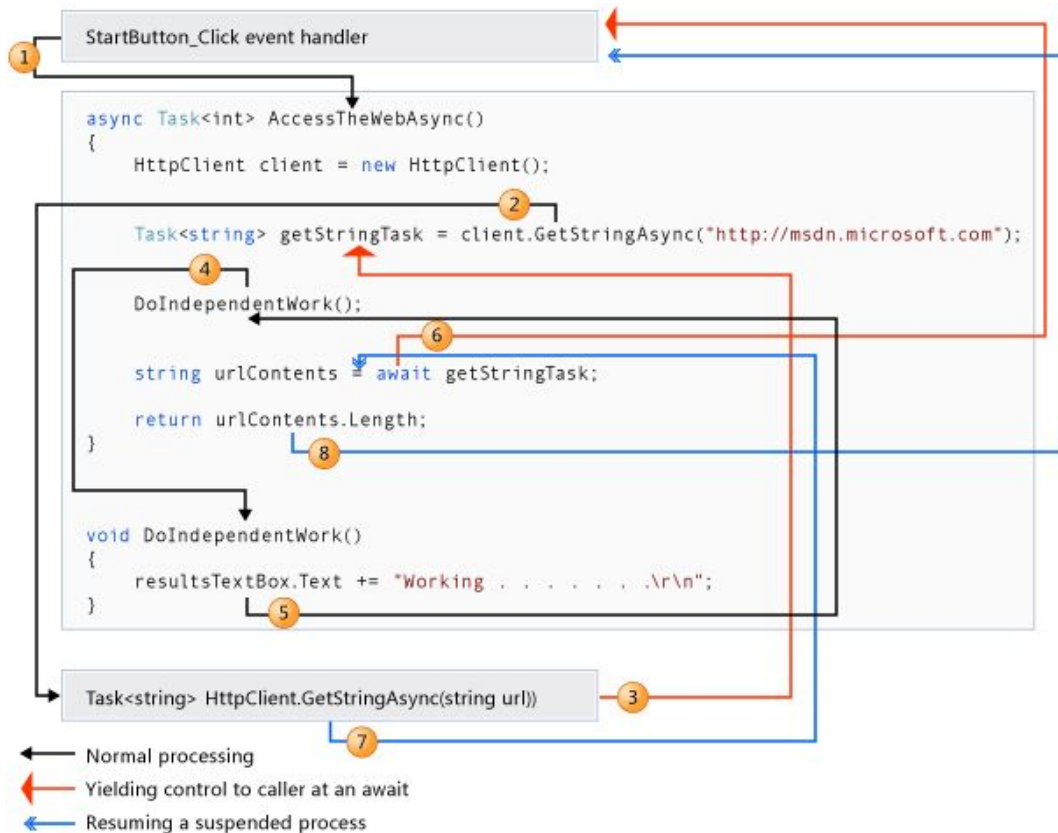 StartButton_Click event handler
1
async Task<int> AccessTheWebAsync()
{
HttpClient client = new HttpClient();
2
Task<string> getStringTask = client.GetStringAsync("http://msdn.microsoft.com");
4
DoIndependentWork();
6
string urlContents = await getStringTask;
return urlContents.Length;
}
8
void DoIndependentWork()
{
resultsTextBox.Text += "Working . . . . . . .\r\n";
}
5
Task<string> HttpClient.GetStringAsync(string url))
3
7
Normal processing
Yielding control to caller at an await
Resuming a suspended process